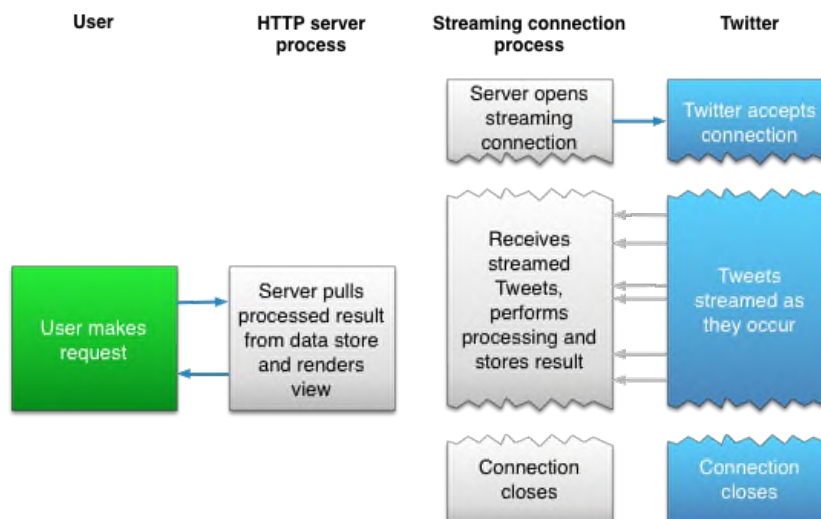 User
HTTP server
process
Streaming connection
process
Twitter
Server opens
streaming
connection
Twitter accepts
connection
Receives
streamed
Tweets,
performs
processing and
stores result
Tweets
streamed as
they occur
User makes
request
Server pulls
processed result
from data store
and renders
view
Connection
closes
Connection
closes